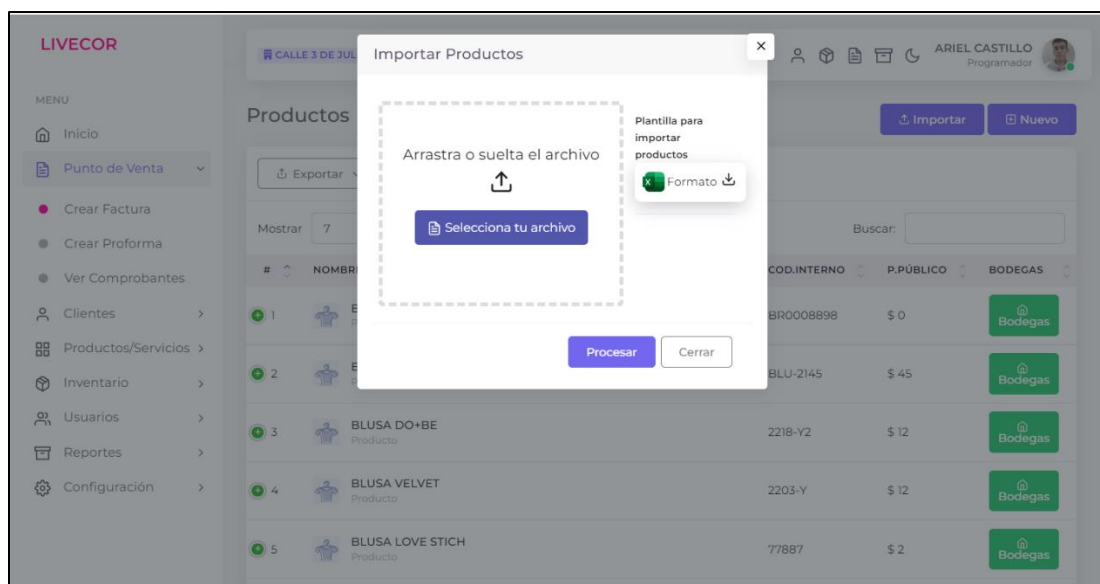 LIVECOR
CALLE 3 DE JUL
Importar Productos
ARIEL CASTILLO
Programador
MENU
Inicio
Punto de Venta
Crear Factura
Crear Proforma
Ver Comprobantes
Clientes
Productos/Servicios
Inventario
Usuarios
Reportes
Configuración
Productos
Importar
Nuevo
Exportar
Arrastra o suelta el archivo
Selecciona tu archivo
Plantilla para
importar
productos
Formato
Procesar
Cerrar
Mostrar 7
Buscar:
# NOMBR COD.INTERNO P.PÚBLICO BODEGAS
1 BR0008898 $ 0 Bodegas
2 BLU-2145 $ 45 Bodegas
3 BLUSA DO+BE 2218-Y2 $ 12 Bodegas
Producto
4 BLUSA VELVET 2203-Y $ 12 Bodegas
Producto
5 BLUSA LOVE STICH 77887 $ 2 Bodegas
Producto